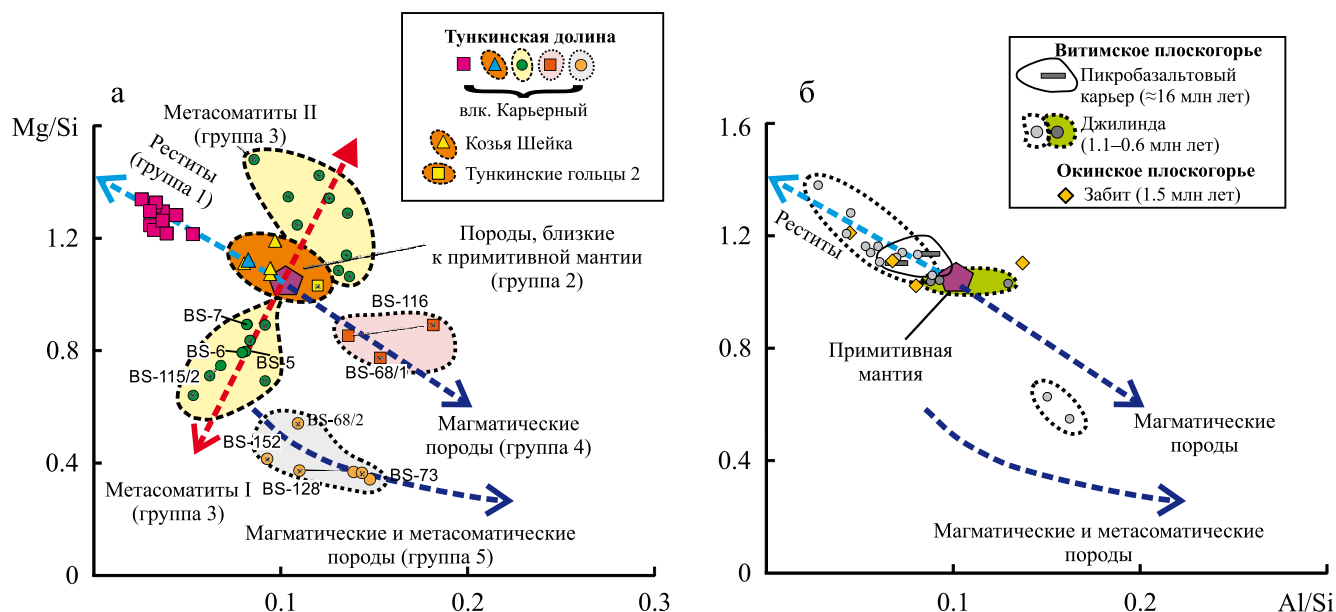 а
Mg/Si
1.2
0.8
0.4
0
0.1
0.2
0.3
Тункинская долина
влк. Карьерный
Козья Шейка
Тункинские гольцы 2
Метасоматиты II
(группа 3)
Реститы
(группа 1)
Породы, близкие
к примитивной мантии
(группа 2)
BS-116
BS-7
BS-6
BS-5
BS-115/2
BS-68/1
BS-68/2
BS-152
BS-73
BS-128
Магматические
породы (группа 4)
Метасоматиты I
(группа 3)
Магматические и метасоматические
породы (группа 5)
б
1.6
1.2
0.8
0.4
0
0.1
0.2
Al/Si
Витимское плоскогорье
Пикробазальтовый
карьер (≈16 млн лет)
Джилинда
(1.1–0.6 млн лет)
Окинское плоскогорье
Забит (1.5 млн лет)
Реститы
Примитивная
мантия
Магматические
породы
Магматические и метасоматические
породы